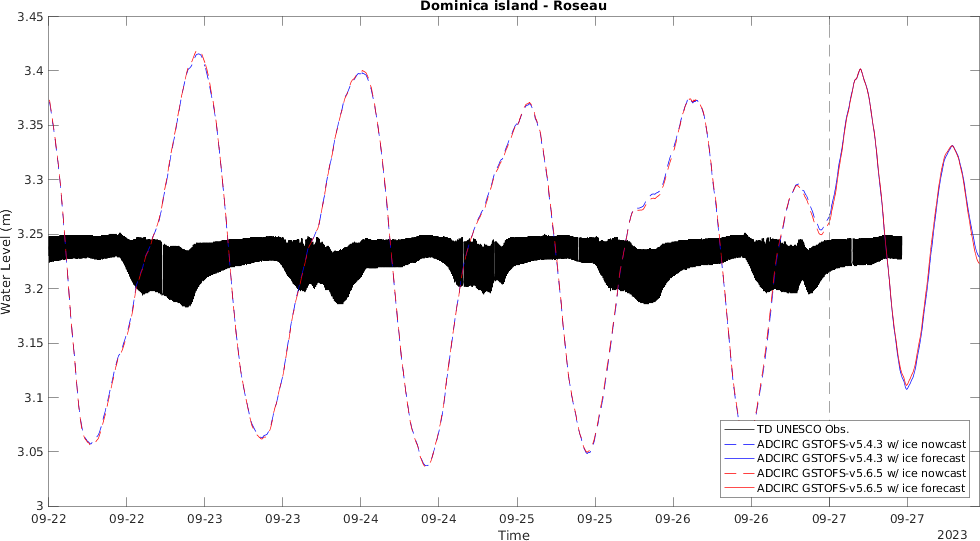 Dominica island - Roseau
3.45
3.4
3.35
3.3
3.25
3.2
3.15
3.1
3.05
3
Water Level (m)
TD UNESCO Obs.
ADCIRC GSTOFS-v5.4.3 w/ ice nowcast
ADCIRC GSTOFS-v5.4.3 w/ ice forecast
ADCIRC GSTOFS-v5.6.5 w/ ice nowcast
ADCIRC GSTOFS-v5.6.5 w/ ice forecast
09-22 09-22 09-23 09-23 09-24 09-24 09-25 09-25 09-26 09-26 09-27 09-27
Time
2023